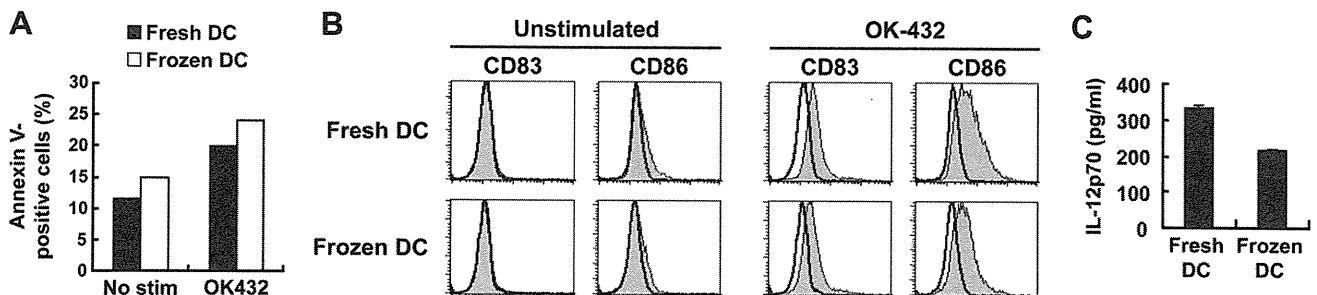 A
Fresh DC
Frozen DC
Annexin V-
positive cells (%)
30
25
20
15
10
5
0
No stim
OK432
B
Unstimulated
OK-432
CD83
CD86
CD83
CD86
Fresh DC
Frozen DC
C
IL-12p70 (pg/ml)
400
300
200
100
0
Fresh
DC
Frozen
DC